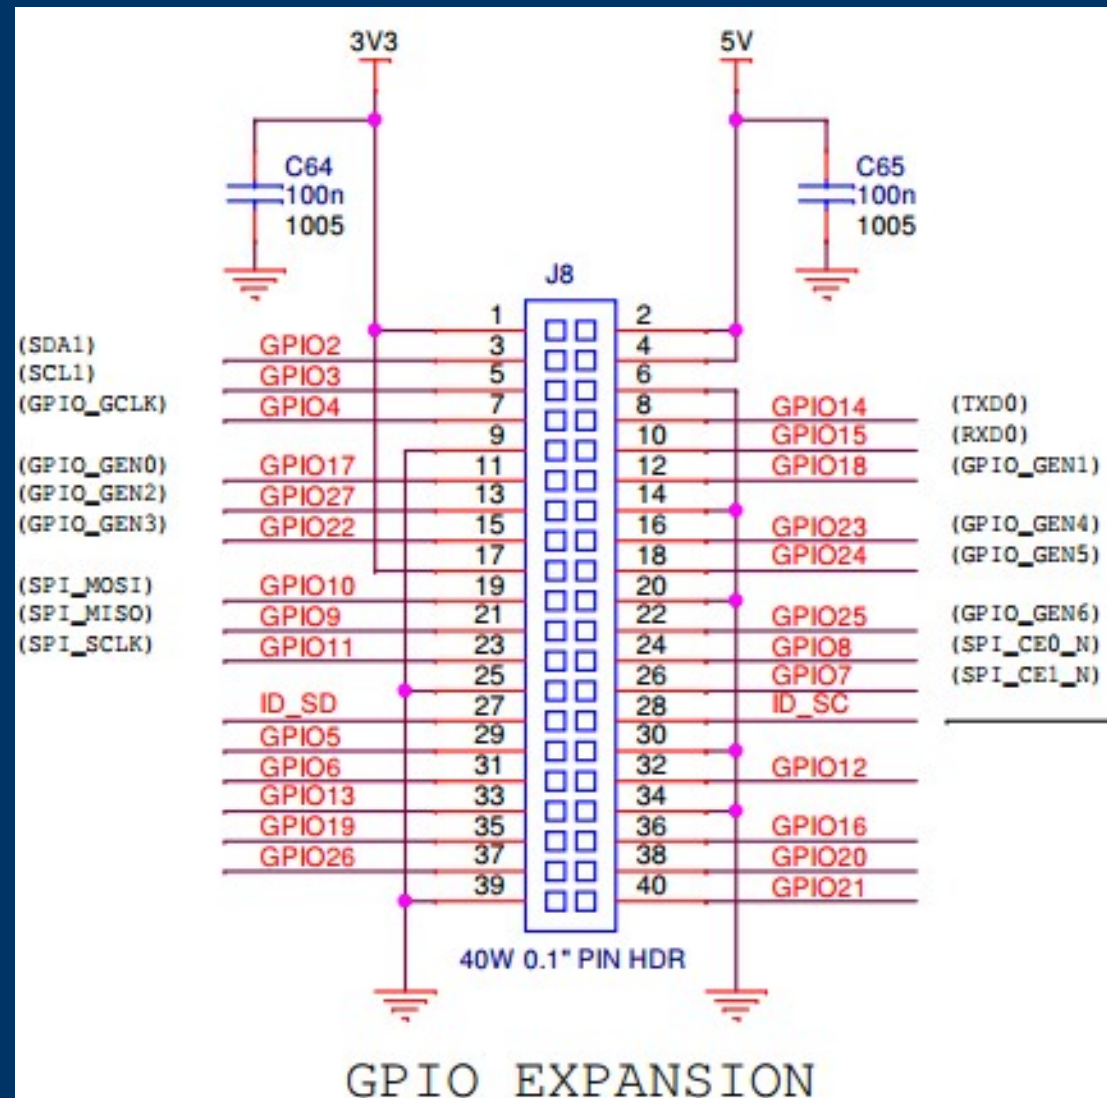 3V3 5V
C64 C65
100n 100n
1005 1005
J8
1 2
(SDA1) GPIO2 3 4
(SCL1) GPIO3 5 6
(GPIO_GCLK) GPIO4 7 8 GPIO14 (TXD0)
9 10 GPIO15 (RXD0)
(GPIO_GEN0) GPIO17 11 12 GPIO18 (GPIO_GEN1)
(GPIO_GEN2) GPIO27 13 14
(GPIO_GEN3) GPIO22 15 16 GPIO23 (GPIO_GEN4)
17 18 GPIO24 (GPIO_GEN5)
(SPI_MOSI) GPIO10 19 20
(SPI_MISO) GPIO9 21 22 GPIO25 (GPIO_GEN6)
(SPI_SCLK) GPIO11 23 24 GPIO8 (SPI_CE0_N)
25 26 GPIO7 (SPI_CE1_N)
ID_SD 27 28 ID_SC
GPIO5 29 30
GPIO6 31 32 GPIO12
GPIO13 33 34
GPIO19 35 36 GPIO16
GPIO26 37 38 GPIO20
39 40 GPIO21
40W 0.1" PIN HDR
GPIO EXPANSION